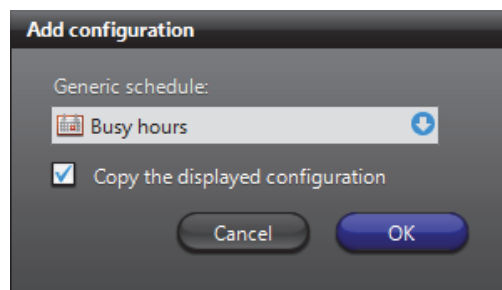 Add configuration
Generic schedule:
Busy hours
Copy the displayed configuration
Cancel OK